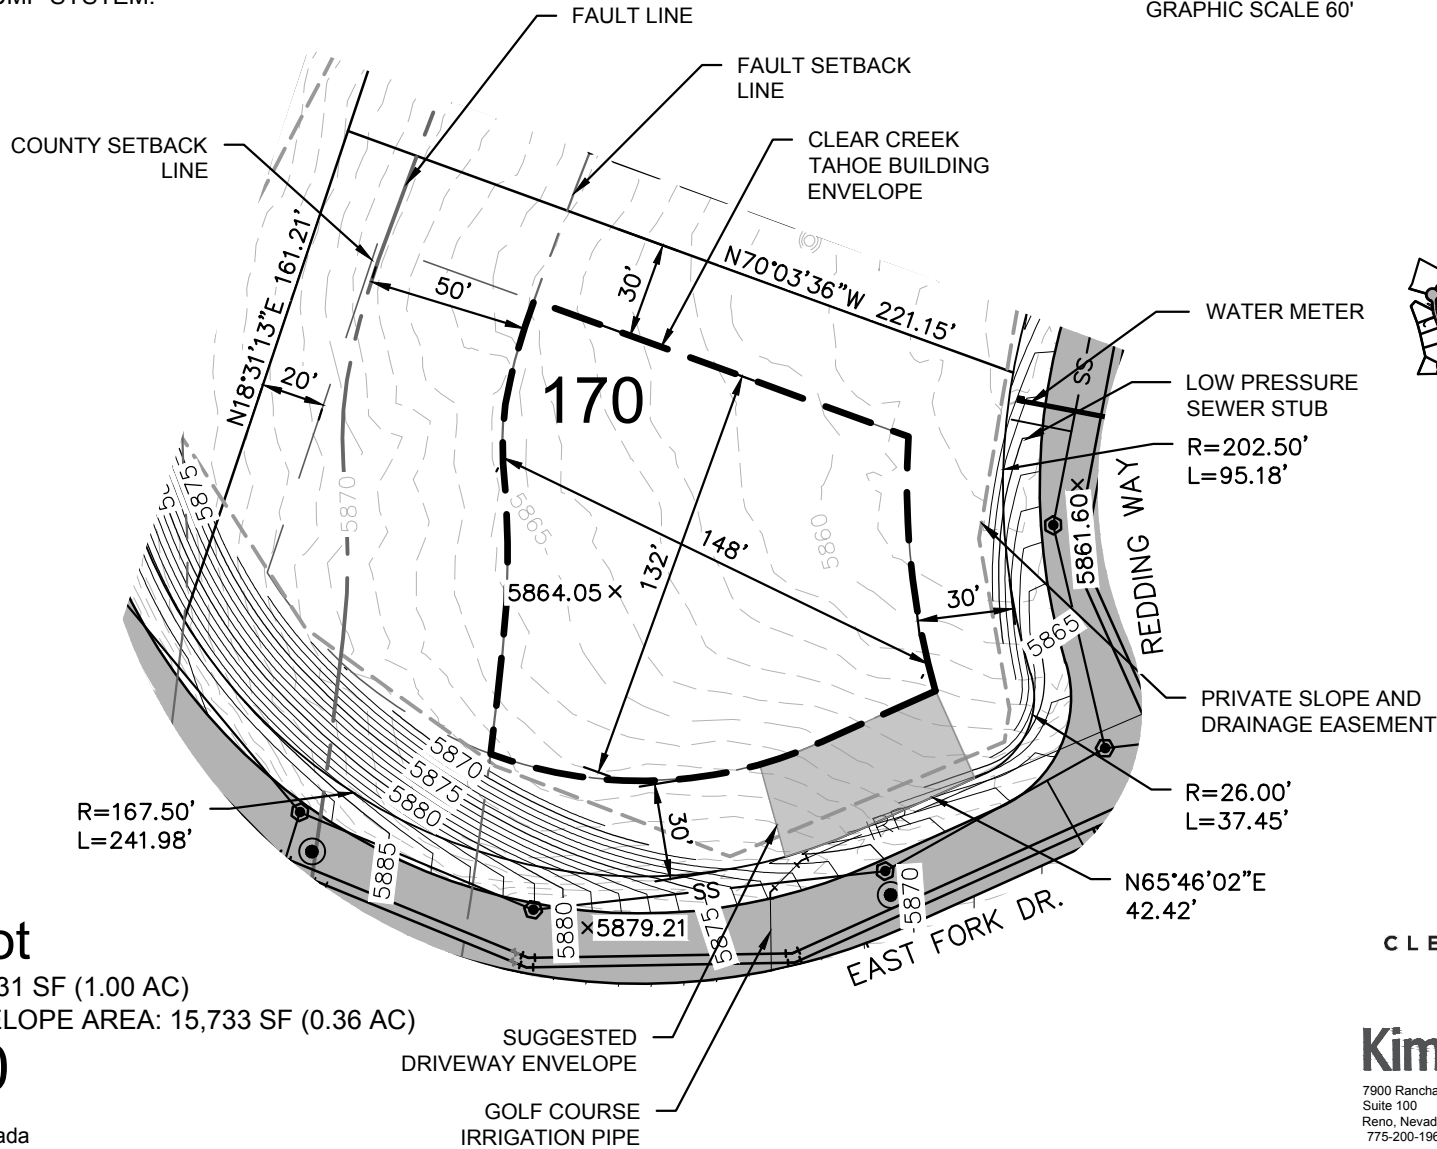 SYSTEM.
FAULT LINE
GRAPHIC SCALE 60'
FAULT SETBACK
LINE
COUNTY SETBACK
LINE
CLEAR CREEK
TAHOE BUILDING
ENVELOPE
N18°31'13"E 161.21'
50'
30'
N70°03'36"W 221.15'
WATER METER
20'
170
SS
LOW PRESSURE
SEWER STUB
R=202.50'
L=95.18'
5875
5870
5865
5860
148'
132'
5861.60×
REDDING WAY
5864.05 ×
30'
5865
PRIVATE SLOPE AND
DRAINAGE EASEMENT
5870
5875
5880
R=167.50'
L=241.98'
R=26.00'
L=37.45'
30'
5885
SS
5880
×5879.21
5875
5870
N65°46'02"E
42.42'
EAST FORK DR.
31 SF (1.00 AC)
ELOPE AREA: 15,733 SF (0.36 AC)
SUGGESTED
DRIVEWAY ENVELOPE
GOLF COURSE
IRRIGATION PIPE
CLE
Kim
7900 Rancha
Suite 100
Reno, Nevad
775-200-196
ada